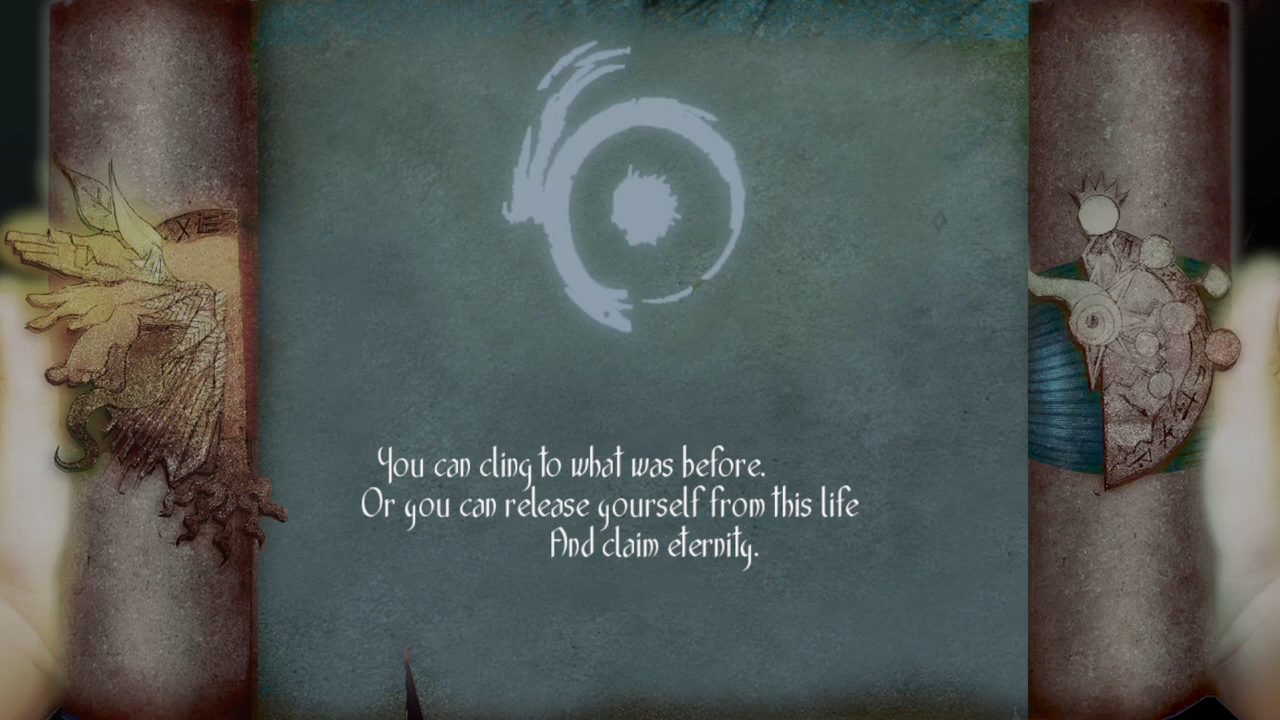 You can cling to what was before.
Or you can release yourself from this life
And claim eternity.